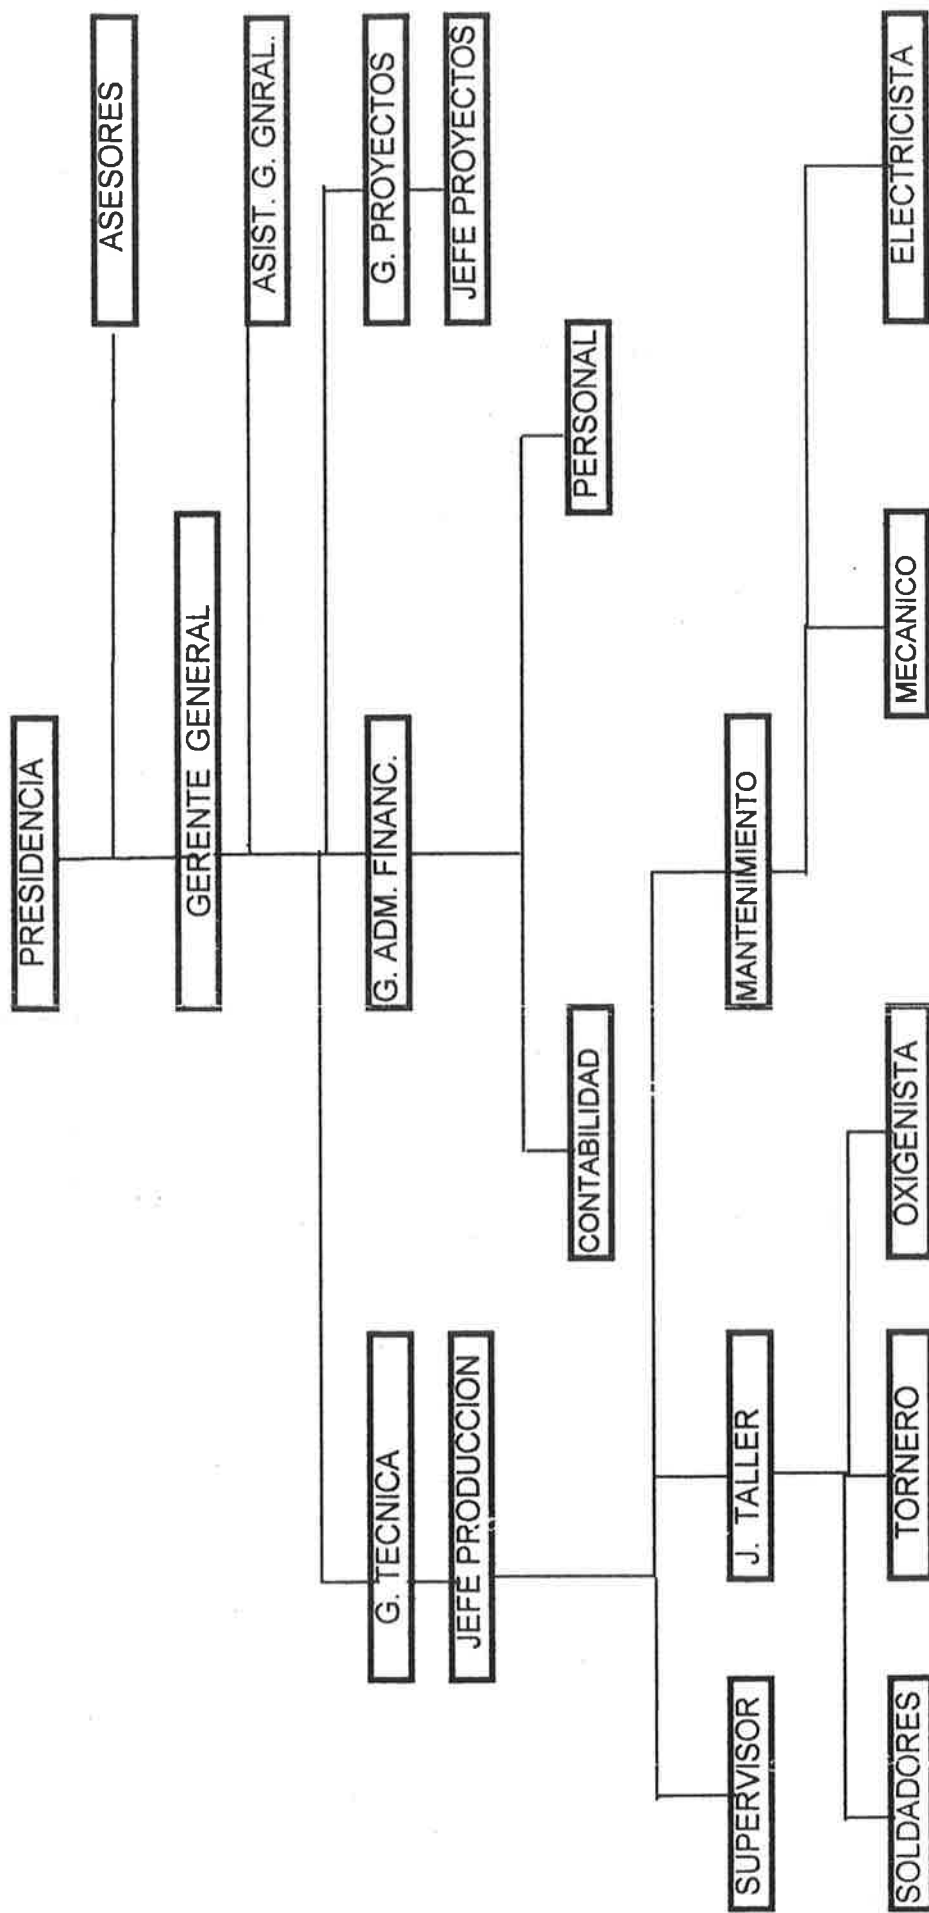 PRESIDENCIA
ASESORES
GERENTE GENERAL
ASIST. G. GNRAL.
G. TECNICA
G. ADM. FINANC.
G. PROYECTOS
JEFE PRODUCCION
JEFE PROYECTOS
CONTABILIDAD
PERSONAL
SUPERVISOR
J. TALLER
MANTENIMIENTO
SOLDADORES
TORNERO
OXIGENISTA
MECANICO
ELECTRICISTA